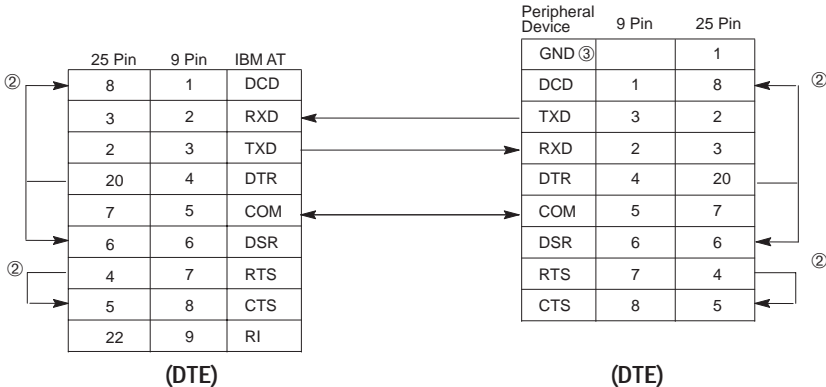 25 Pin 9 Pin IBM AT
② 8 1 DCD
3 2 RXD
2 3 TXD
20 4 DTR
7 5 COM
6 6 DSR
② 4 7 RTS
5 8 CTS
22 9 RI
(DTE)
Peripheral
Device 9 Pin 25 Pin
GND ③ 1
DCD 1 8 ②
TXD 3 2
RXD 2 3
DTR 4 20
COM 5 7
DSR 6 6
RTS 7 4 ②
CTS 8 5
(DTE)